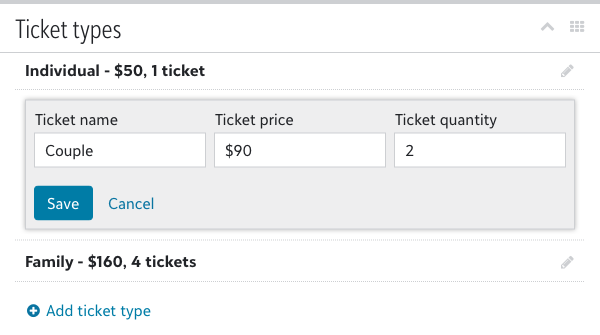 Ticket types
Individual - $50, 1 ticket
Ticket name Ticket price Ticket quantity
Couple $90 2
Save Cancel
Family - $160, 4 tickets
Add ticket type